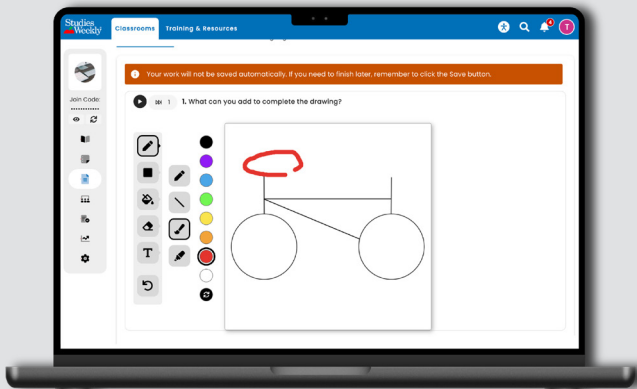 Studies
Weekly
Classrooms
Training & Resources
4
T
Join Code:
Your work will not be saved automatically. If you need to finish later, remember to click the Save button.
1
1. What can you add to complete the drawing?
T